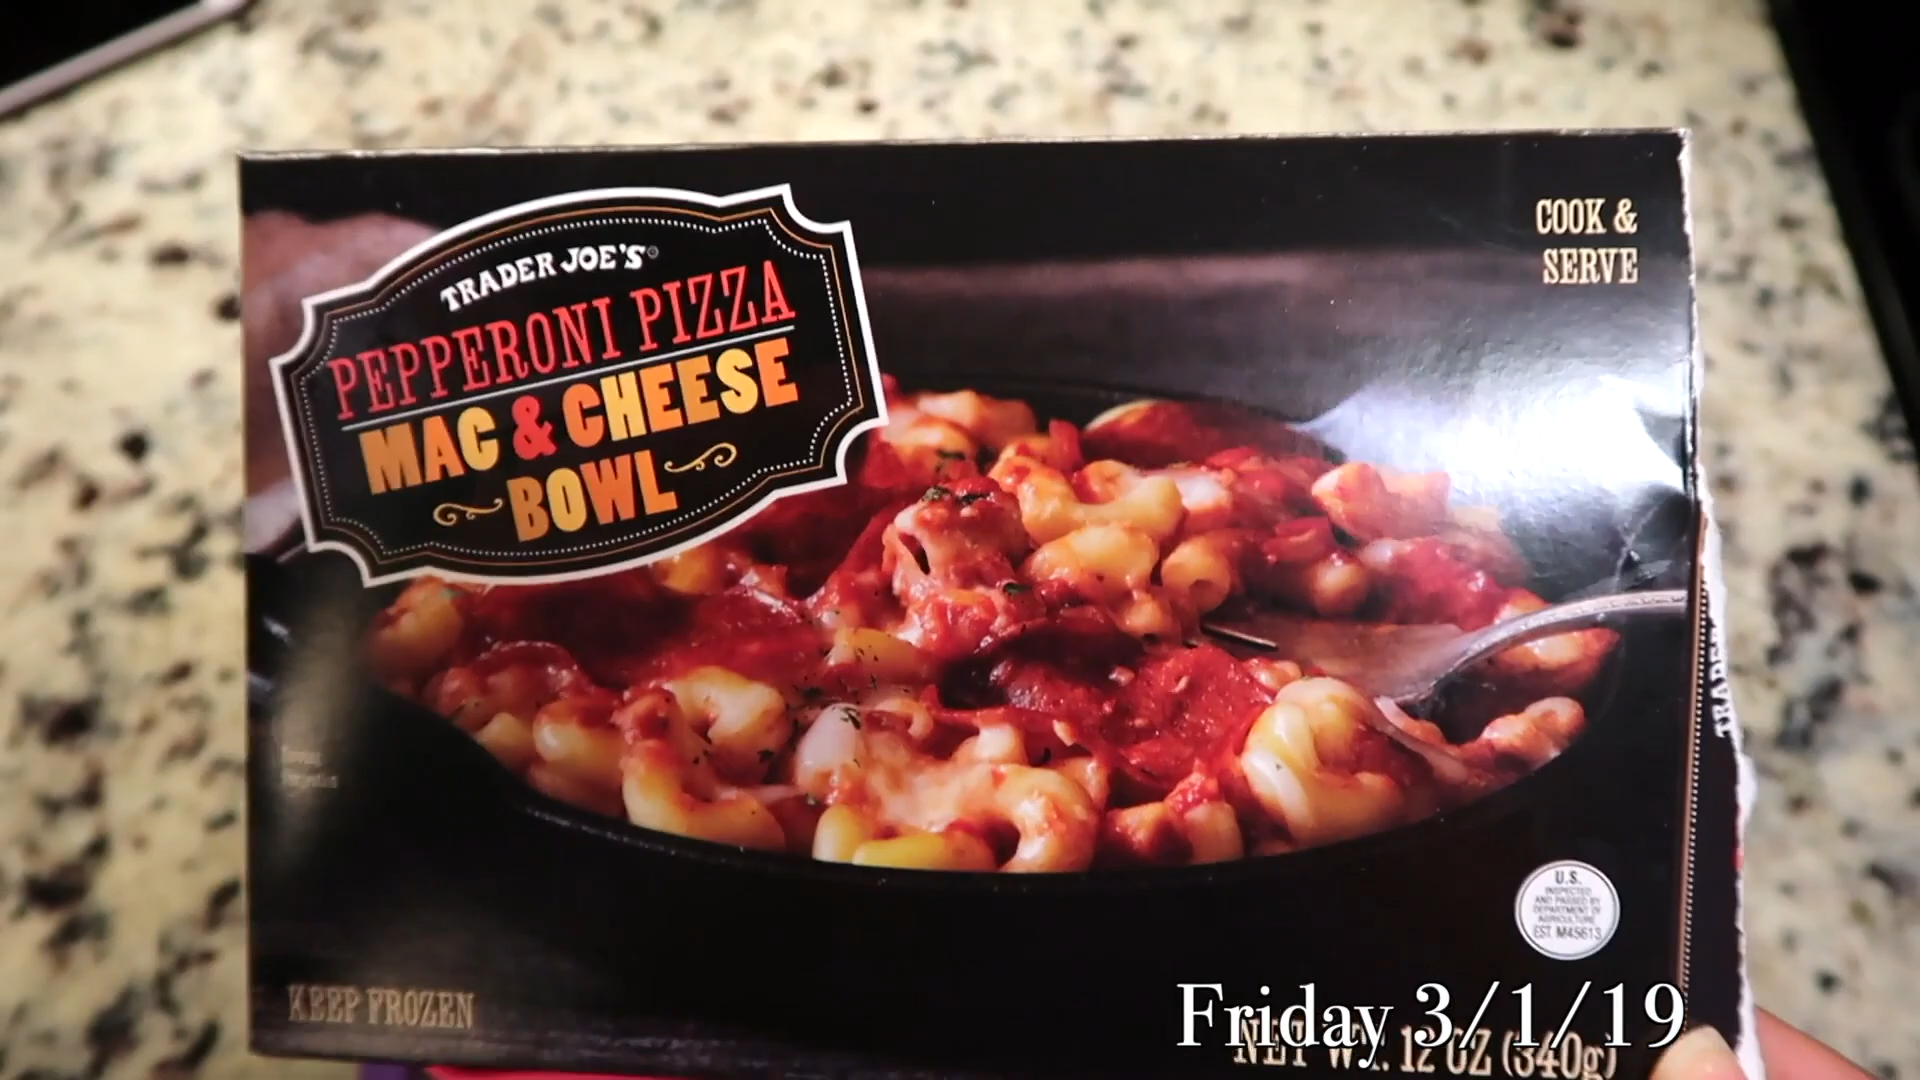 TRADER JOE'S
PEPPERONI PIZZA
MAC & CHEESE
BOWL
COOK &
SERVE
U.S.
INSPECTED
AND PASSED BY
DEPARTMENT OF
AGRICULTURE
EST. M45613
KEEP FROZEN
Friday 3/1/19
NET WT. 12 OZ (340g)